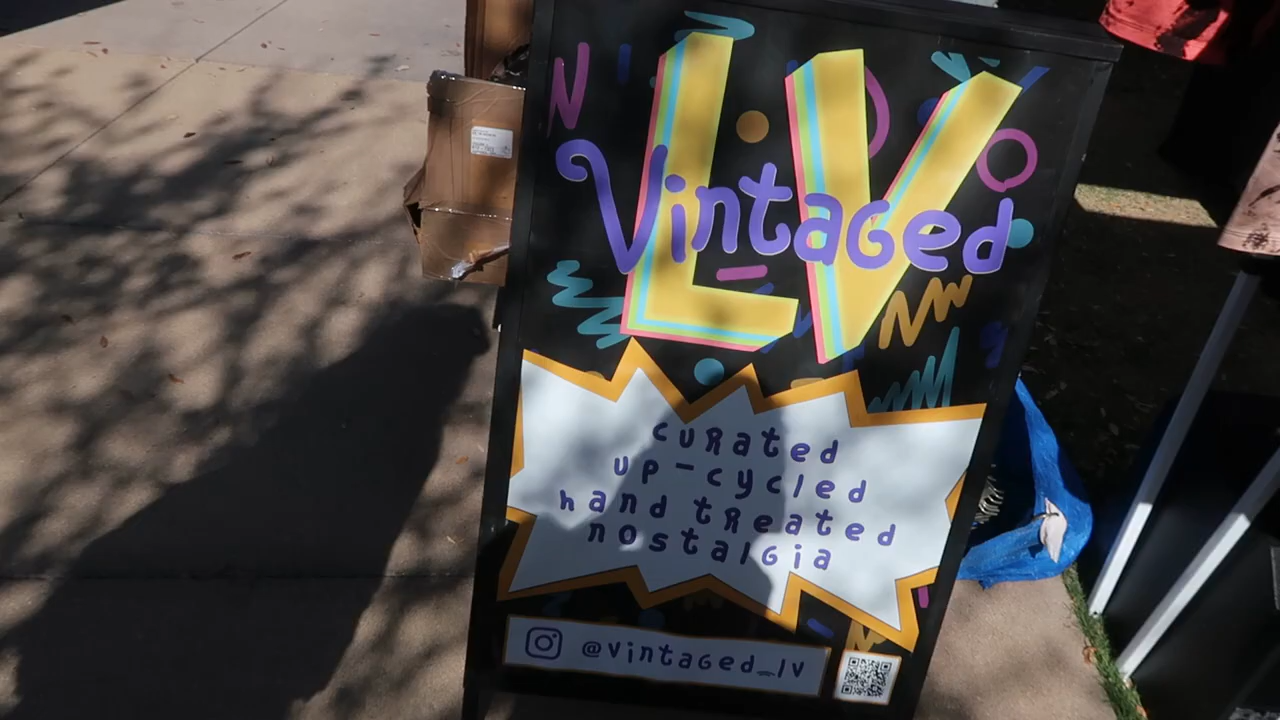 LV
Vintaged
curated
up-cycled
hand treated
nostalgia
@vintaged_lv